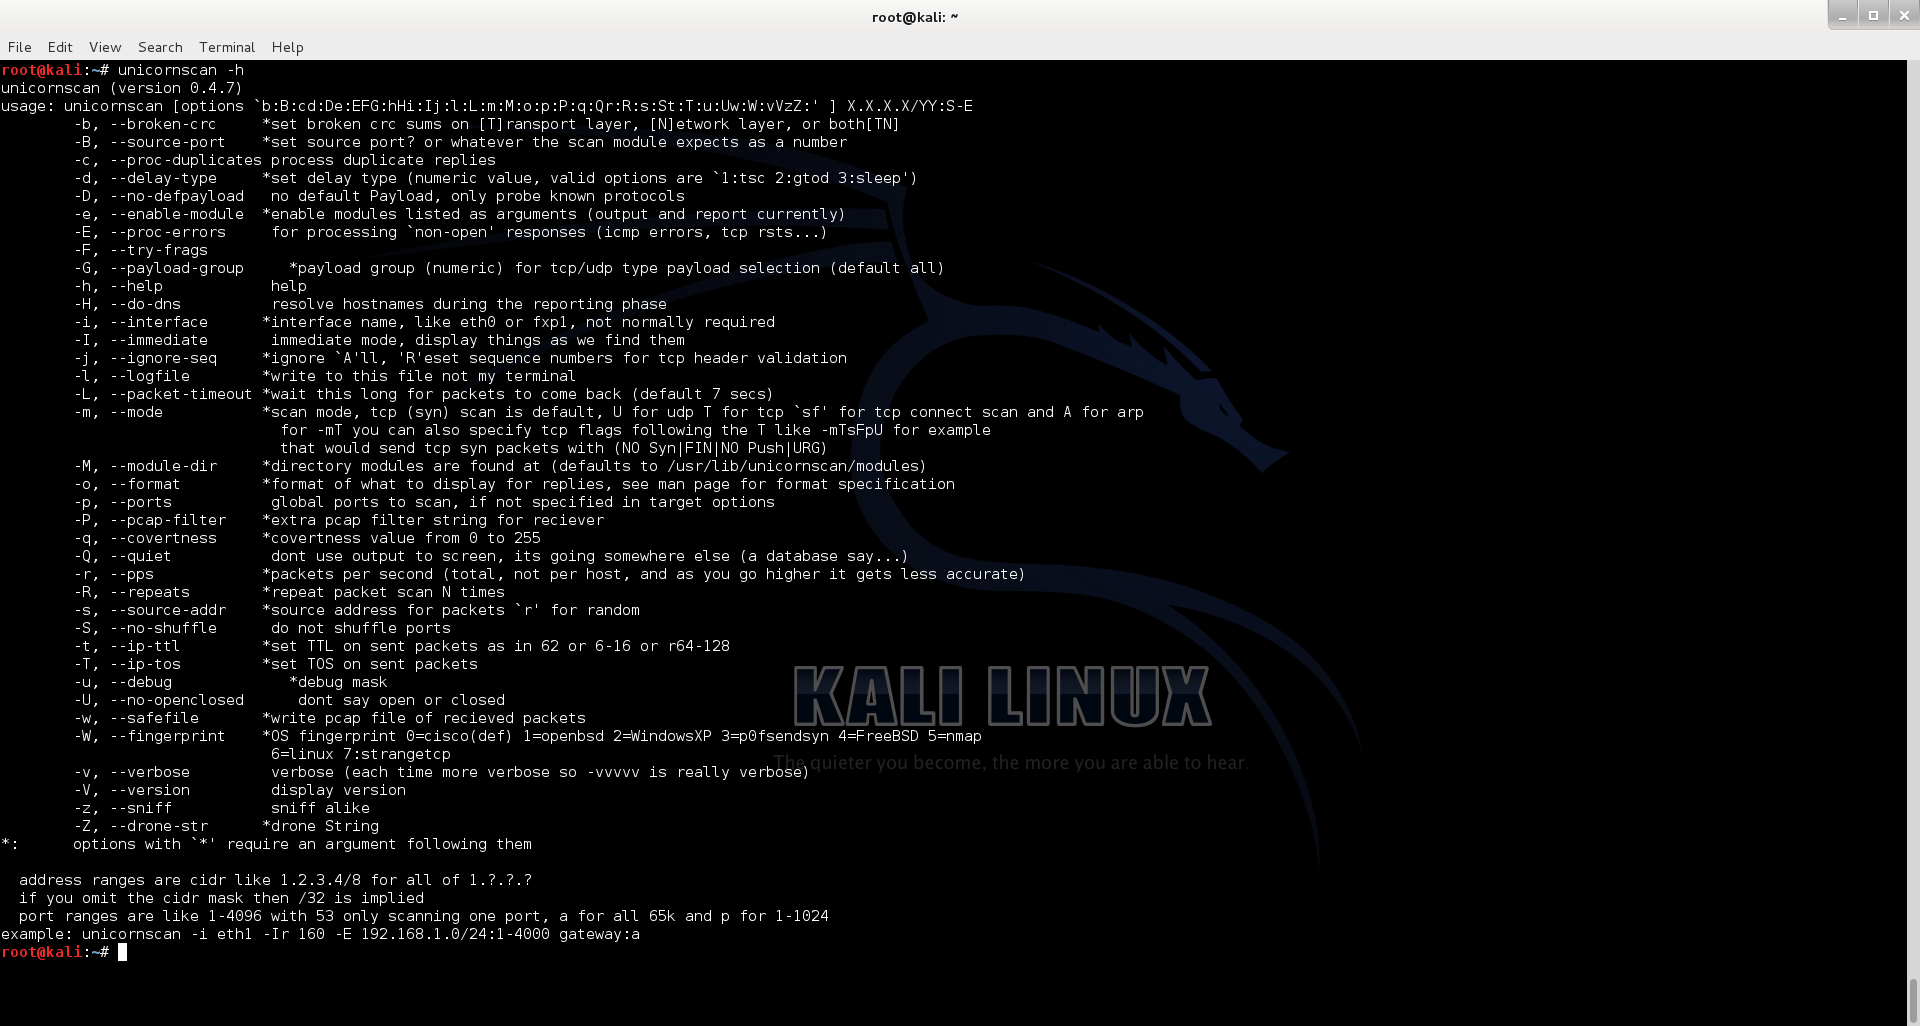 root@kali: ~
File Edit View Search Terminal Help
root@kali:~# unicornscan -h
unicornscan (version 0.4.7)
usage: unicornscan [options `b:B:cd:De:EFG:hHi:Ij:l:L:m:M:o:p:P:q:Qr:R:s:St:T:u:Uw:W:vVzZ:' ] X.X.X.X/YY:S-E
-b, --broken-crc *set broken crc sums on [T]ransport layer, [N]etwork layer, or both[TN]
-B, --source-port *set source port? or whatever the scan module expects as a number
-c, --proc-duplicates process duplicate replies
-d, --delay-type *set delay type (numeric value, valid options are `1:tsc 2:gtod 3:sleep')
-D, --no-defpayload no default Payload, only probe known protocols
-e, --enable-module *enable modules listed as arguments (output and report currently)
-E, --proc-errors for processing `non-open' responses (icmp errors, tcp rsts...)
-F, --try-frags
-G, --payload-group *payload group (numeric) for tcp/udp type payload selection (default all)
-h, --help help
-H, --do-dns resolve hostnames during the reporting phase
-i, --interface *interface name, like eth0 or fxp1, not normally required
-I, --immediate immediate mode, display things as we find them
-j, --ignore-seq *ignore `A'll, 'R'eset sequence numbers for tcp header validation
-l, --logfile *write to this file not my terminal
-L, --packet-timeout *wait this long for packets to come back (default 7 secs)
-m, --mode *scan mode, tcp (syn) scan is default, U for udp T for tcp `sf' for tcp connect scan and A for arp
for -mT you can also specify tcp flags following the T like -mTsFpU for example
that would send tcp syn packets with (NO Syn|FIN|NO Push|URG)
-M, --module-dir *directory modules are found at (defaults to /usr/lib/unicornscan/modules)
-o, --format *format of what to display for replies, see man page for format specification
-p, --ports global ports to scan, if not specified in target options
-P, --pcap-filter *extra pcap filter string for reciever
-q, --covertness *covertness value from 0 to 255
-Q, --quiet dont use output to screen, its going somewhere else (a database say...)
-r, --pps *packets per second (total, not per host, and as you go higher it gets less accurate)
-R, --repeats *repeat packet scan N times
-s, --source-addr *source address for packets `r' for random
-S, --no-shuffle do not shuffle ports
-t, --ip-ttl *set TTL on sent packets as in 62 or 6-16 or r64-128
-T, --ip-tos *set TOS on sent packets
-u, --debug *debug mask
-U, --no-openclosed dont say open or closed
-w, --safefile *write pcap file of recieved packets
-W, --fingerprint *OS fingerprint 0=cisco(def) 1=openbsd 2=WindowsXP 3=p0fsendsyn 4=FreeBSD 5=nmap
6=linux 7:strangetcp
-v, --verbose verbose (each time more verbose so -vvvvv is really verbose)
-V, --version display version
-z, --sniff sniff alike
-Z, --drone-str *drone String
*: options with `*' require an argument following them
address ranges are cidr like 1.2.3.4/8 for all of 1.?.?.?
if you omit the cidr mask then /32 is implied
port ranges are like 1-4096 with 53 only scanning one port, a for all 65k and p for 1-1024
example: unicornscan -i eth1 -Ir 160 -E 192.168.1.0/24:1-4000 gateway:a
root@kali:~#
KALI LINUX
The quieter you become, the more you are able to hear.